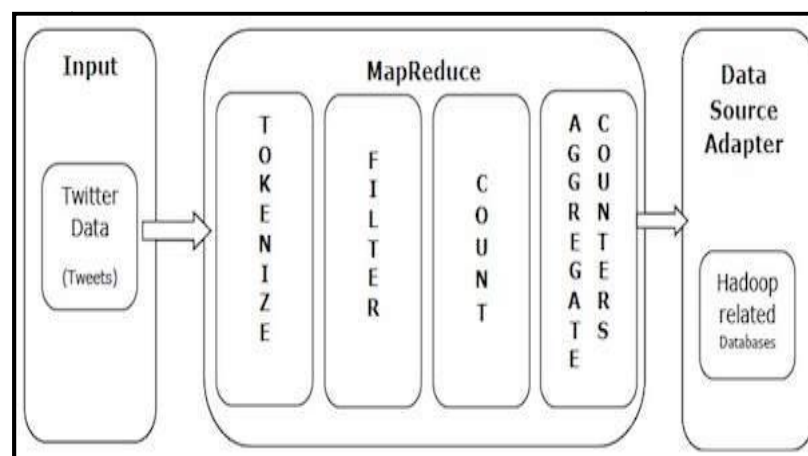 Input
Twitter
Data
(Tweets)
MapReduce
TOKENIZE
FILTER
COUNT
AGGREGATE
COUNTERS
Data
Source
Adapter
Hadoop
related
Databases